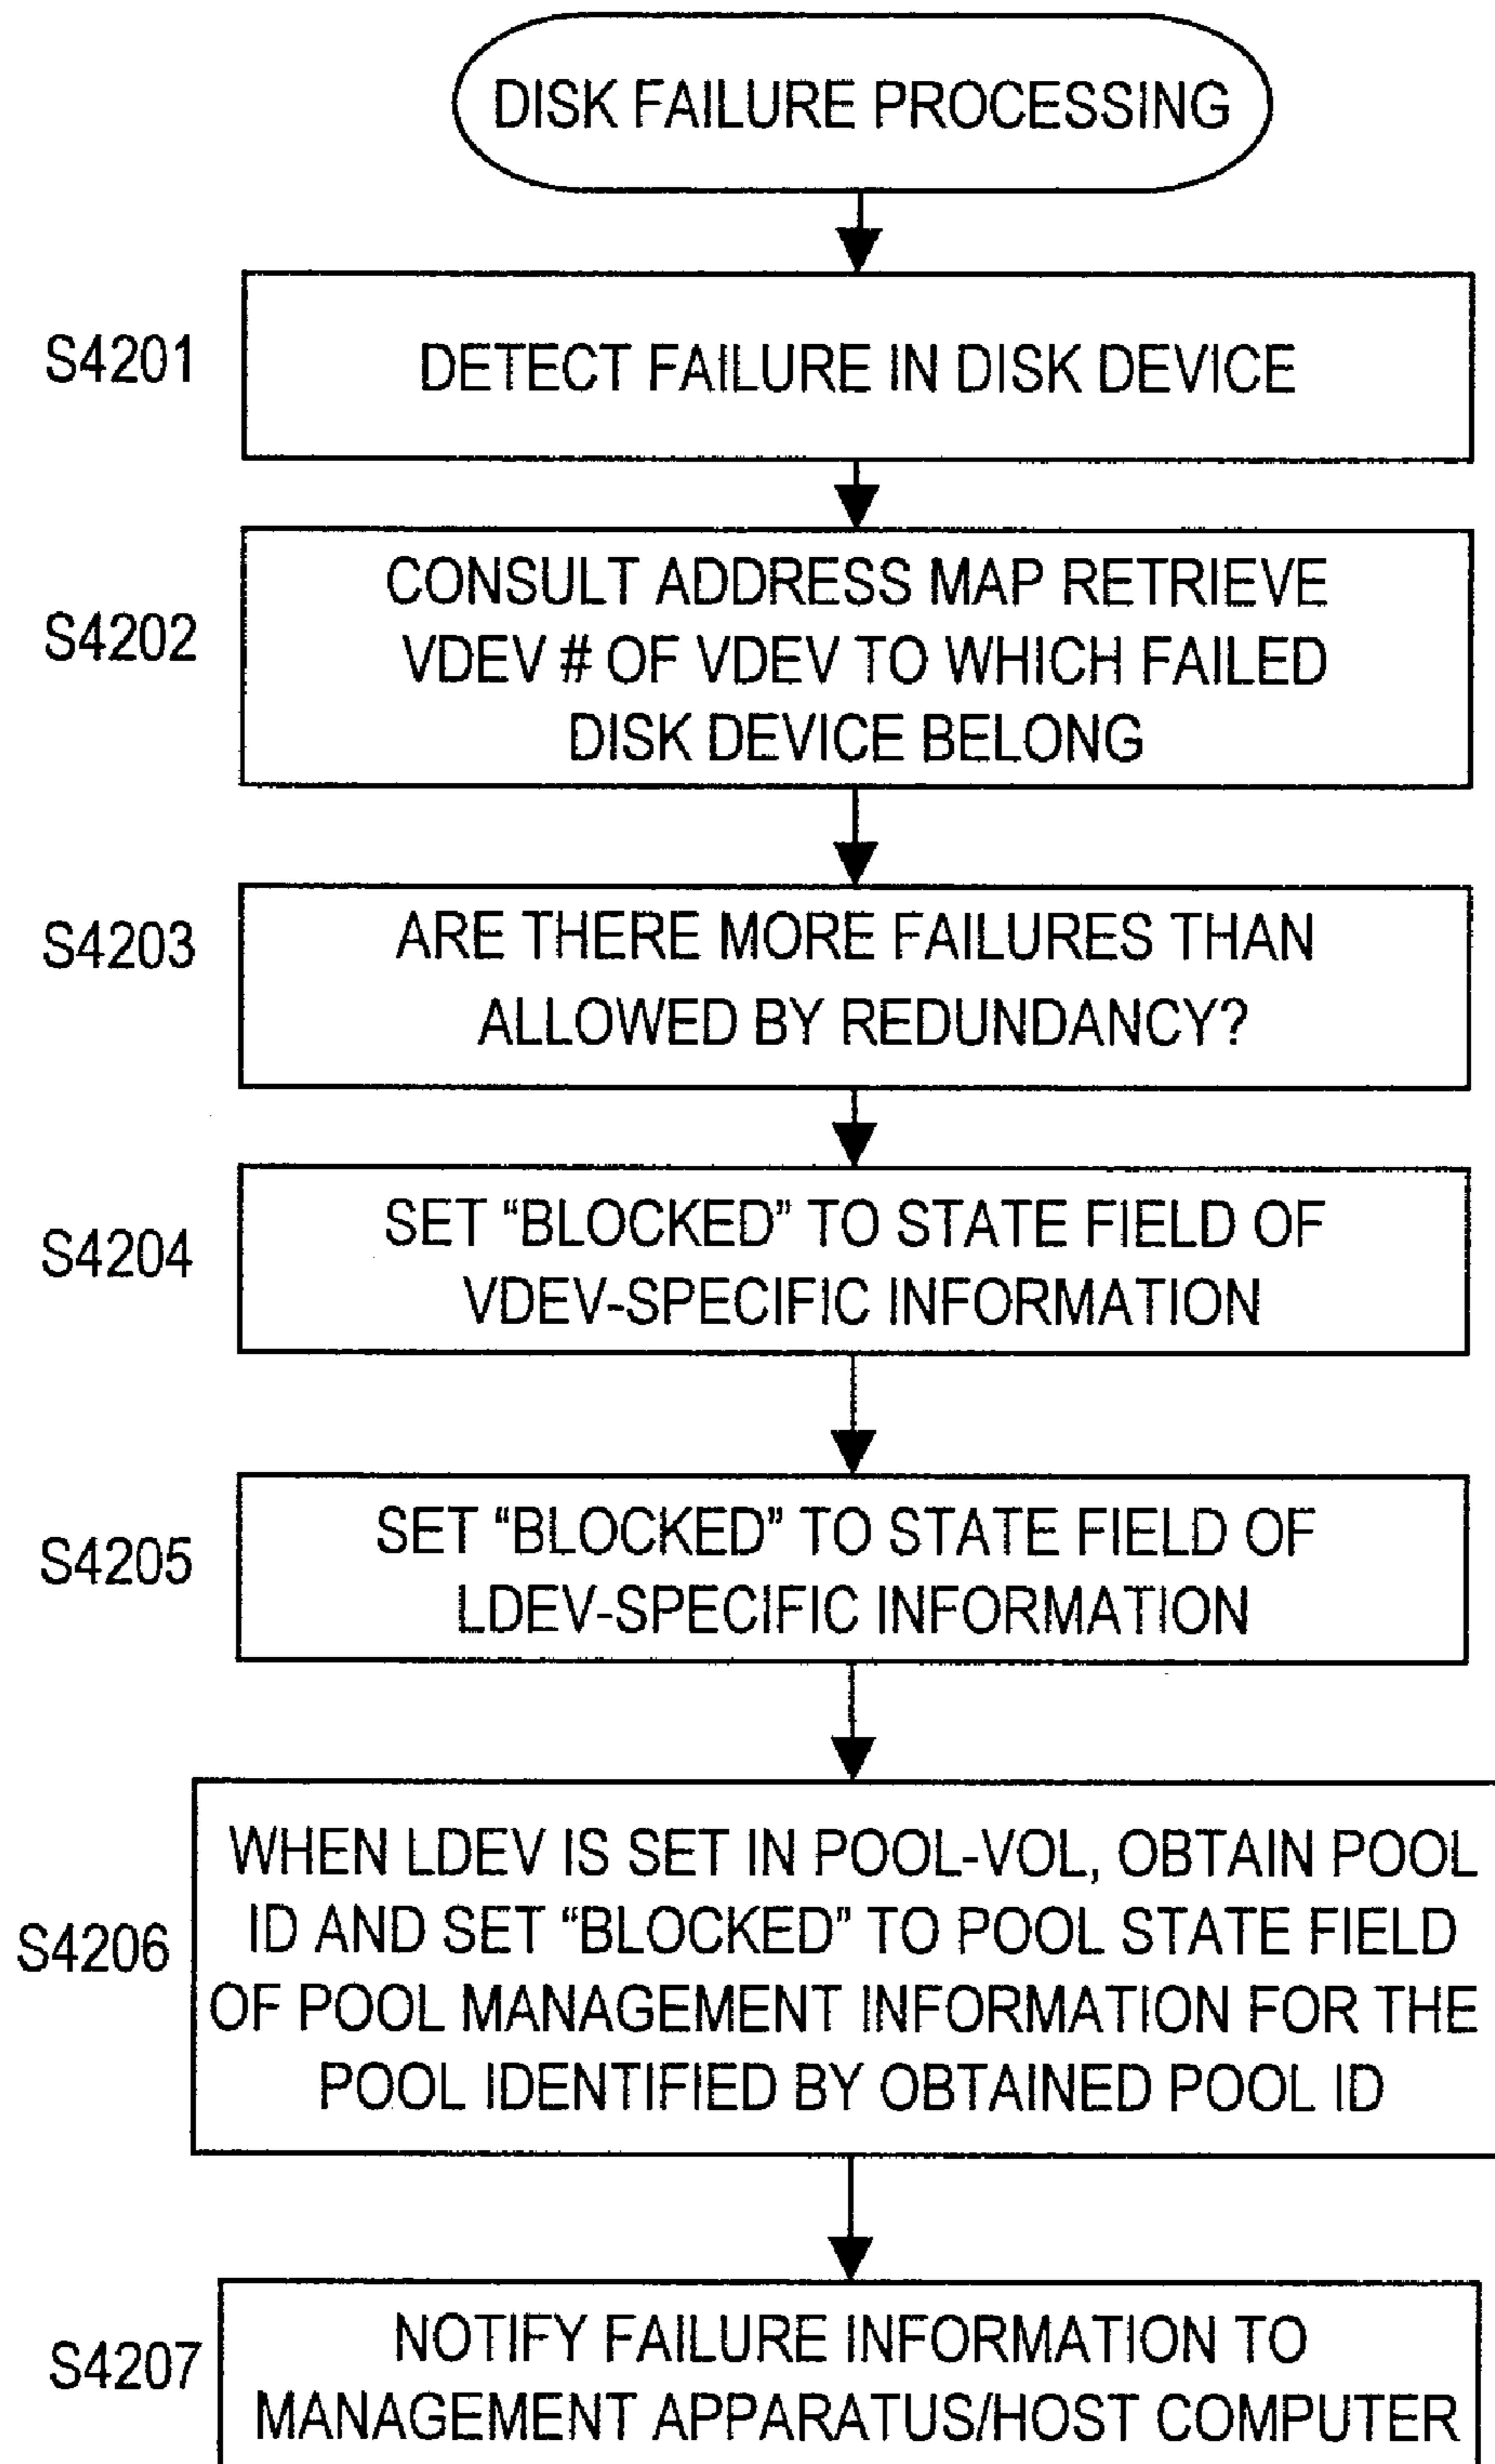 DISK FAILURE PROCESSING
S4201
DETECT FAILURE IN DISK DEVICE
S4202
CONSULT ADDRESS MAP RETRIEVE
VDEV # OF VDEV TO WHICH FAILED
DISK DEVICE BELONG
S4203
ARE THERE MORE FAILURES THAN
ALLOWED BY REDUNDANCY?
S4204
SET “BLOCKED” TO STATE FIELD OF
VDEV-SPECIFIC INFORMATION
S4205
SET “BLOCKED” TO STATE FIELD OF
LDEV-SPECIFIC INFORMATION
S4206
WHEN LDEV IS SET IN POOL-VOL, OBTAIN POOL
ID AND SET “BLOCKED” TO POOL STATE FIELD
OF POOL MANAGEMENT INFORMATION FOR THE
POOL IDENTIFIED BY OBTAINED POOL ID
S4207
NOTIFY FAILURE INFORMATION TO
MANAGEMENT APPARATUS/HOST COMPUTER